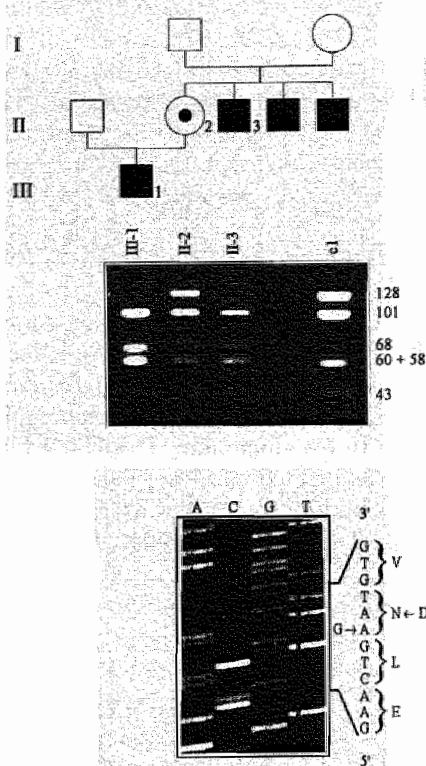 I
II
2
3
III
1
III-1
II-2
II-3
c1
128
101
68
60 + 58
43
A C G T
3'
G
T V
G
T
A N ← D
G → A
G
T L
C
A
A E
G
5'